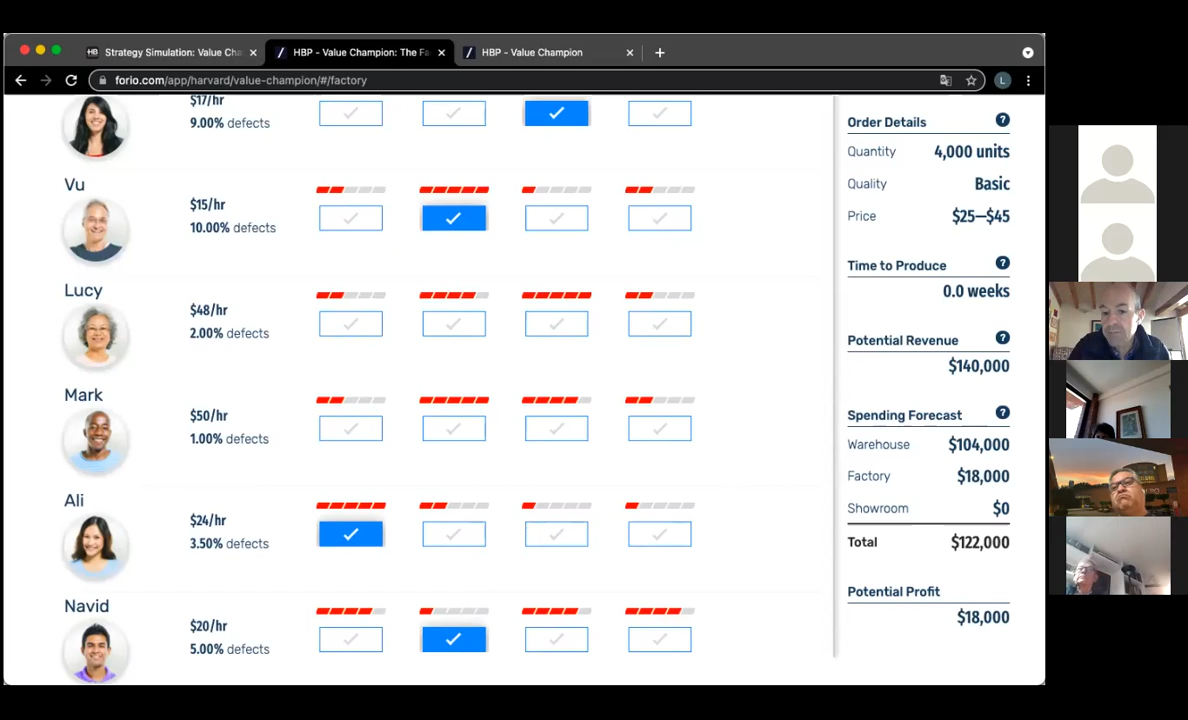 Strategy Simulation: Value Cha
HBP - Value Champion: The Fa
HBP - Value Champion
forio.com/app/harvard/value-champion/#/factory
L
$17/hr
9.00% defects
Vu
$15/hr
10.00% defects
Lucy
$48/hr
2.00% defects
Mark
$50/hr
1.00% defects
Ali
$24/hr
3.50% defects
Navid
$20/hr
5.00% defects
Order Details ?
Quantity 4,000 units
Quality Basic
Price $25—$45
Time to Produce ?
0.0 weeks
Potential Revenue ?
$140,000
Spending Forecast ?
Warehouse $104,000
Factory $18,000
Showroom $0
Total $122,000
Potential Profit
$18,000